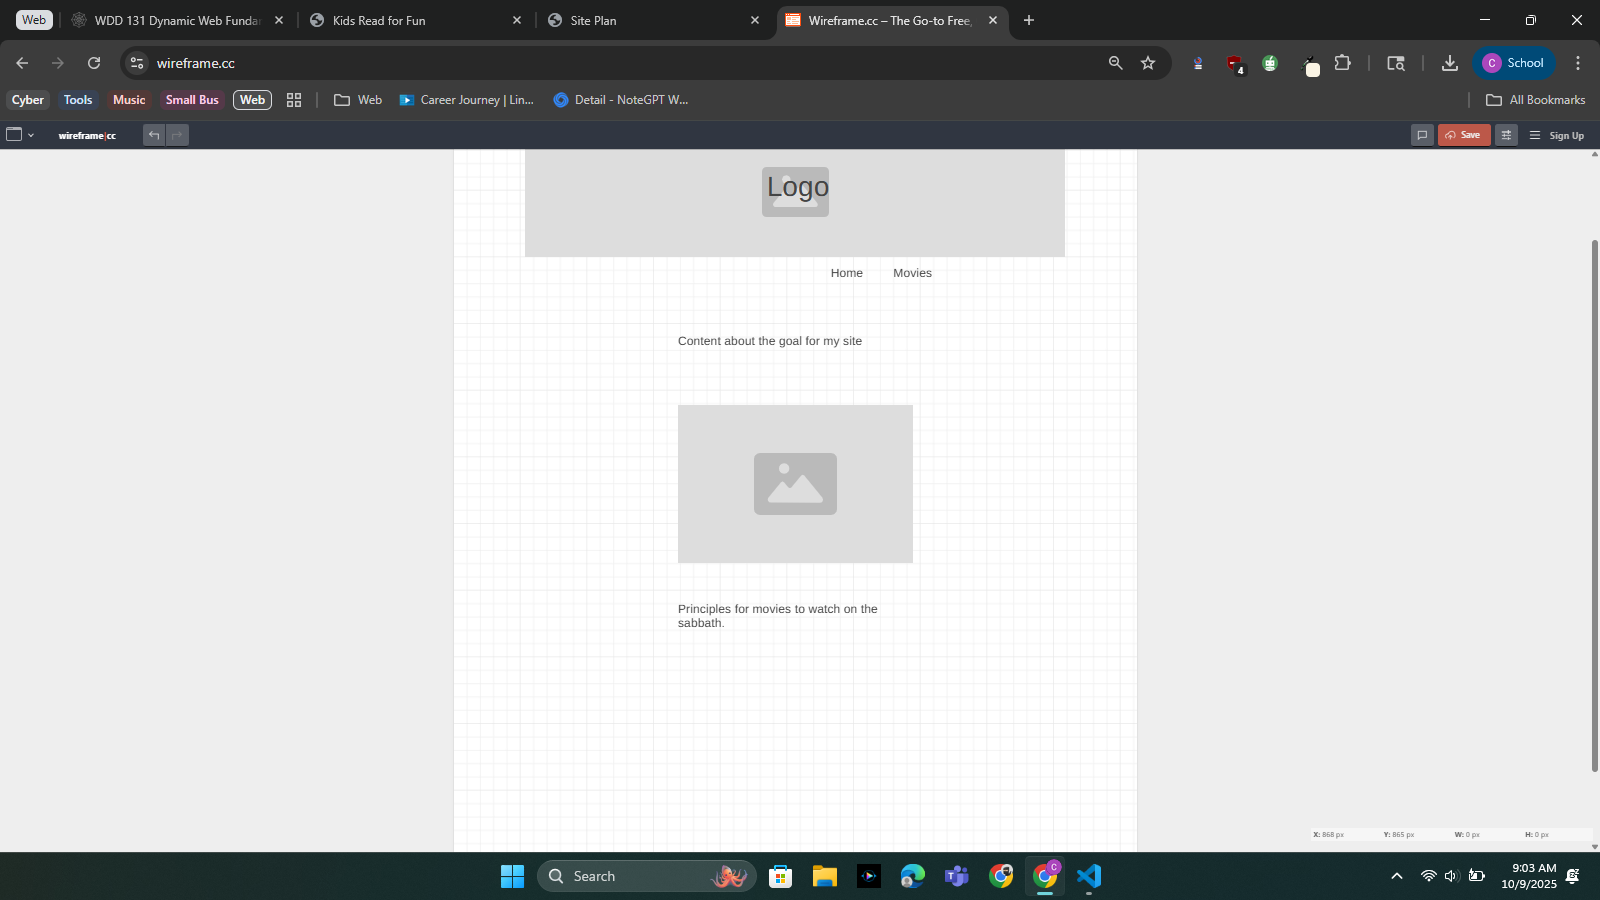 Web
WDD 131 Dynamic Web Funda
Kids Read for Fun
Site Plan
Wireframe.cc – The Go-to Free,
wireframe.cc
4
C School
Cyber Tools Music Small Bus Web Web Career Journey | Lin... Detail - NoteGPT W... All Bookmarks
wireframe|cc Save Sign Up
Logo
Home Movies
Content about the goal for my site
Principles for movies to watch on the
sabbath.
X: 868 px Y: 865 px W: 0 px H: 0 px
Search
C
9:03 AM
10/9/2025